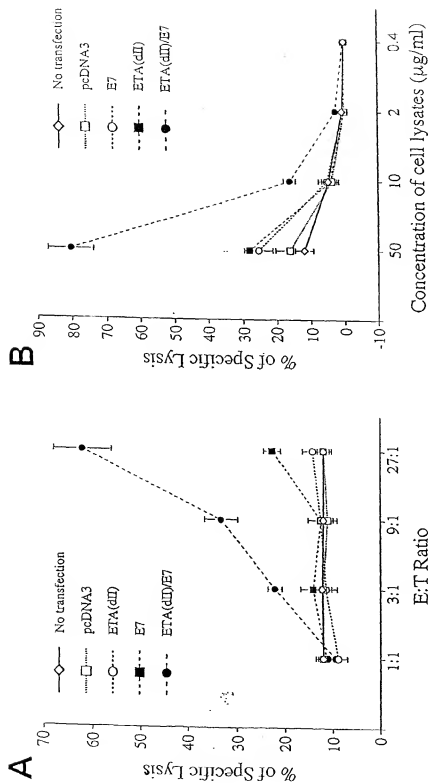 A
70
60
50
40
30
20
10
0
% of Specific Lysis
No transfection
pcDNA3
ETA(dII)
E7
ETA(dII)/E7
1:1
3:1
9:1
27:1
E:T Ratio
B
90
80
70
60
50
40
30
20
10
0
-10
% of Specific Lysis
No transfection
pcDNA3
E7
ETA(dII)
ETA(dII)/E7
50
10
2
0.4
Concentration of cell lysates (µg/ml)